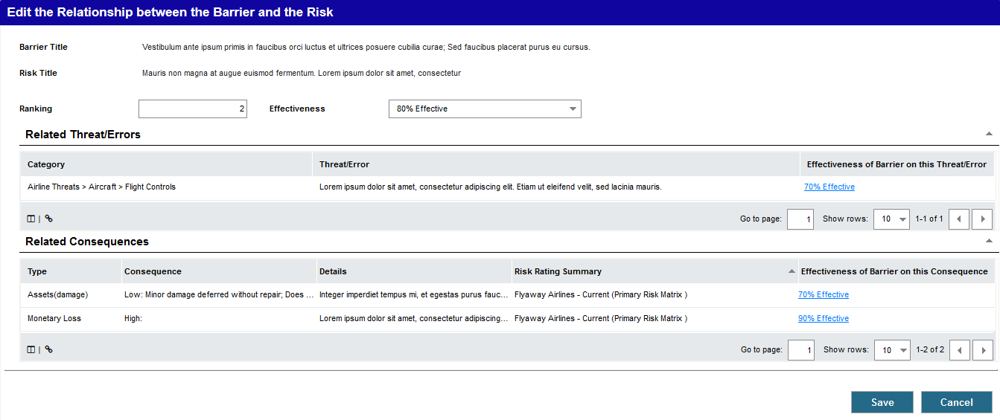 Edit the Relationship between the Barrier and the Risk
Barrier Title Vestibulum ante ipsum primis in faucibus orci luctus et ultrices posuere cubilia curae; Sed faucibus placerat purus eu cursus.
Risk Title Mauris non magna at augue euismod fermentum. Lorem ipsum dolor sit amet, consectetur
Ranking 2 Effectiveness 80% Effective
Related Threat/Errors
Category Threat/Error Effectiveness of Barrier on this Threat/Error
Airline Threats > Aircraft > Flight Controls Lorem ipsum dolor sit amet, consectetur adipiscing elit. Etiam ut eleifend velit, sed lacinia mauris. 70% Effective
| Go to page: 1 Show rows: 10 1-1 of 1
Related Consequences
Type Consequence Details Risk Rating Summary Effectiveness of Barrier on this Consequence
Assets(damage) Low: Minor damage deferred without repair; Does ... Integer imperdiet tempus mi, et egestas purus fauc... Flyaway Airlines - Current (Primary Risk Matrix ) 70% Effective
Monetary Loss High: Lorem ipsum dolor sit amet, consectetur adipiscing... Flyaway Airlines - Current (Primary Risk Matrix ) 90% Effective
| Go to page: 1 Show rows: 10 1-2 of 2
Save Cancel